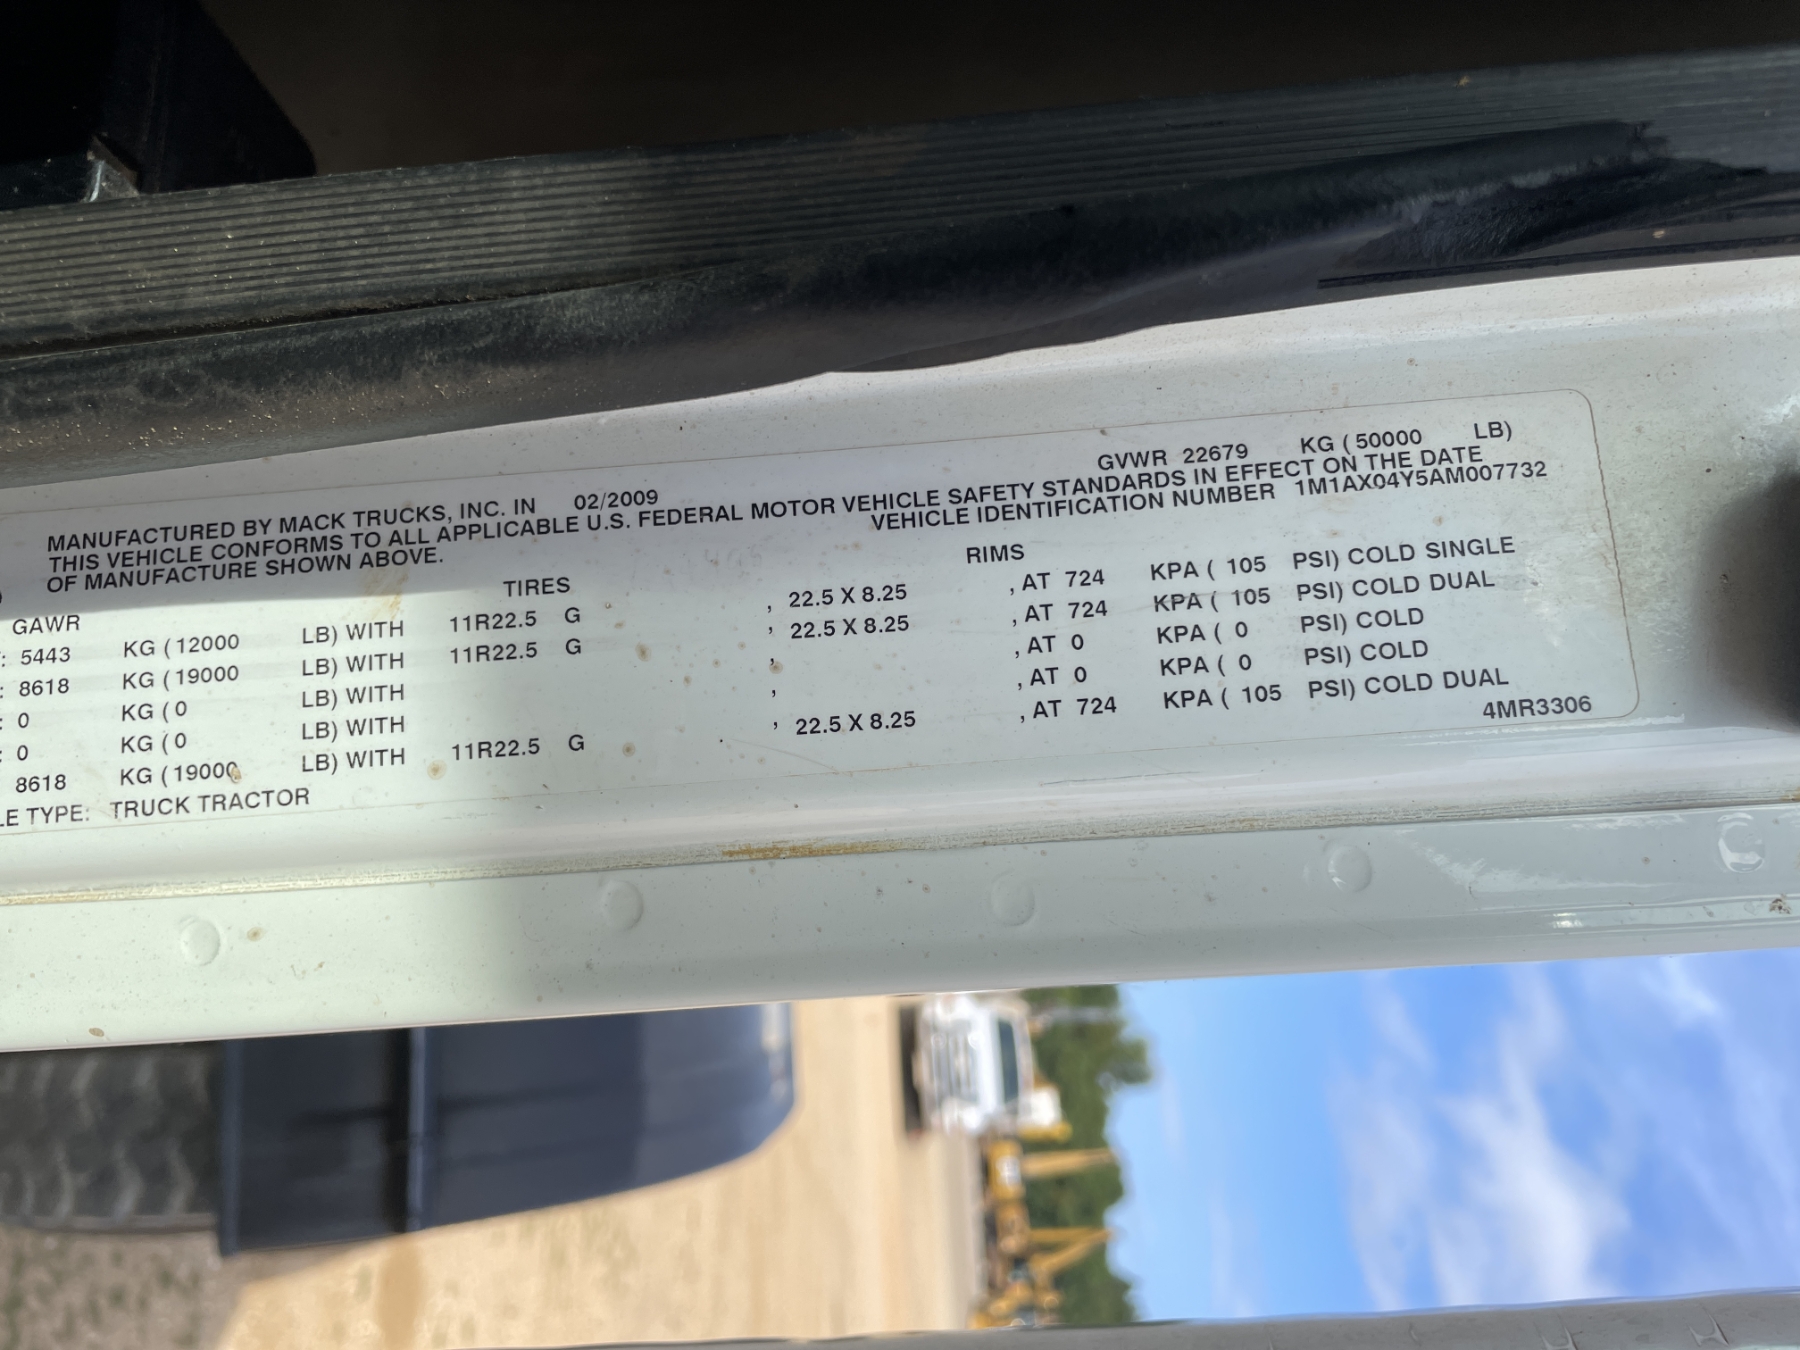 MANUFACTURED BY MACK TRUCKS, INC. IN 02/2009 GVWR 22679 KG (50000 LB)
THIS VEHICLE CONFORMS TO ALL APPLICABLE U.S. FEDERAL MOTOR VEHICLE SAFETY STANDARDS IN EFFECT ON THE DATE
OF MANUFACTURE SHOWN ABOVE. VEHICLE IDENTIFICATION NUMBER 1M1AX04Y5AM007732
GAWR TIRES RIMS
: 5443 KG (12000 LB) WITH 11R22.5 G , 22.5 X 8.25 , AT 724 KPA ( 105 PSI) COLD SINGLE
: 8618 KG (19000 LB) WITH 11R22.5 G , 22.5 X 8.25 , AT 724 KPA ( 105 PSI) COLD DUAL
: 0 KG (0 LB) WITH , , AT 0 KPA ( 0 PSI) COLD
: 0 KG (0 LB) WITH , , AT 0 KPA ( 0 PSI) COLD
8618 KG (19000 LB) WITH 11R22.5 G , 22.5 X 8.25 , AT 724 KPA ( 105 PSI) COLD DUAL
LE TYPE: TRUCK TRACTOR 4MR3306